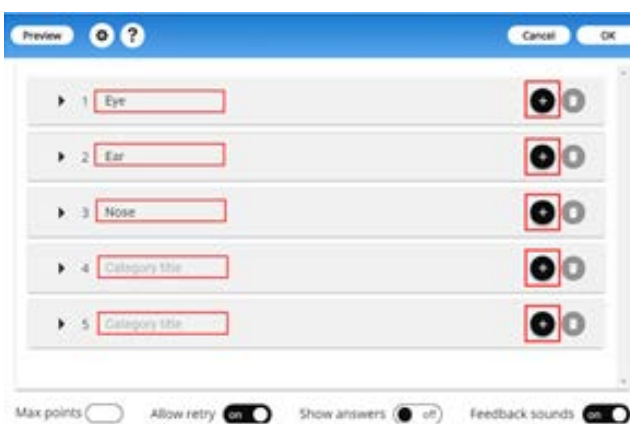 Preview ? Cancel OK
1 Eye
2 Ear
3 Nose
4 Category title
5 Category title
Max points Allow retry on Show answers off Feedback sounds on